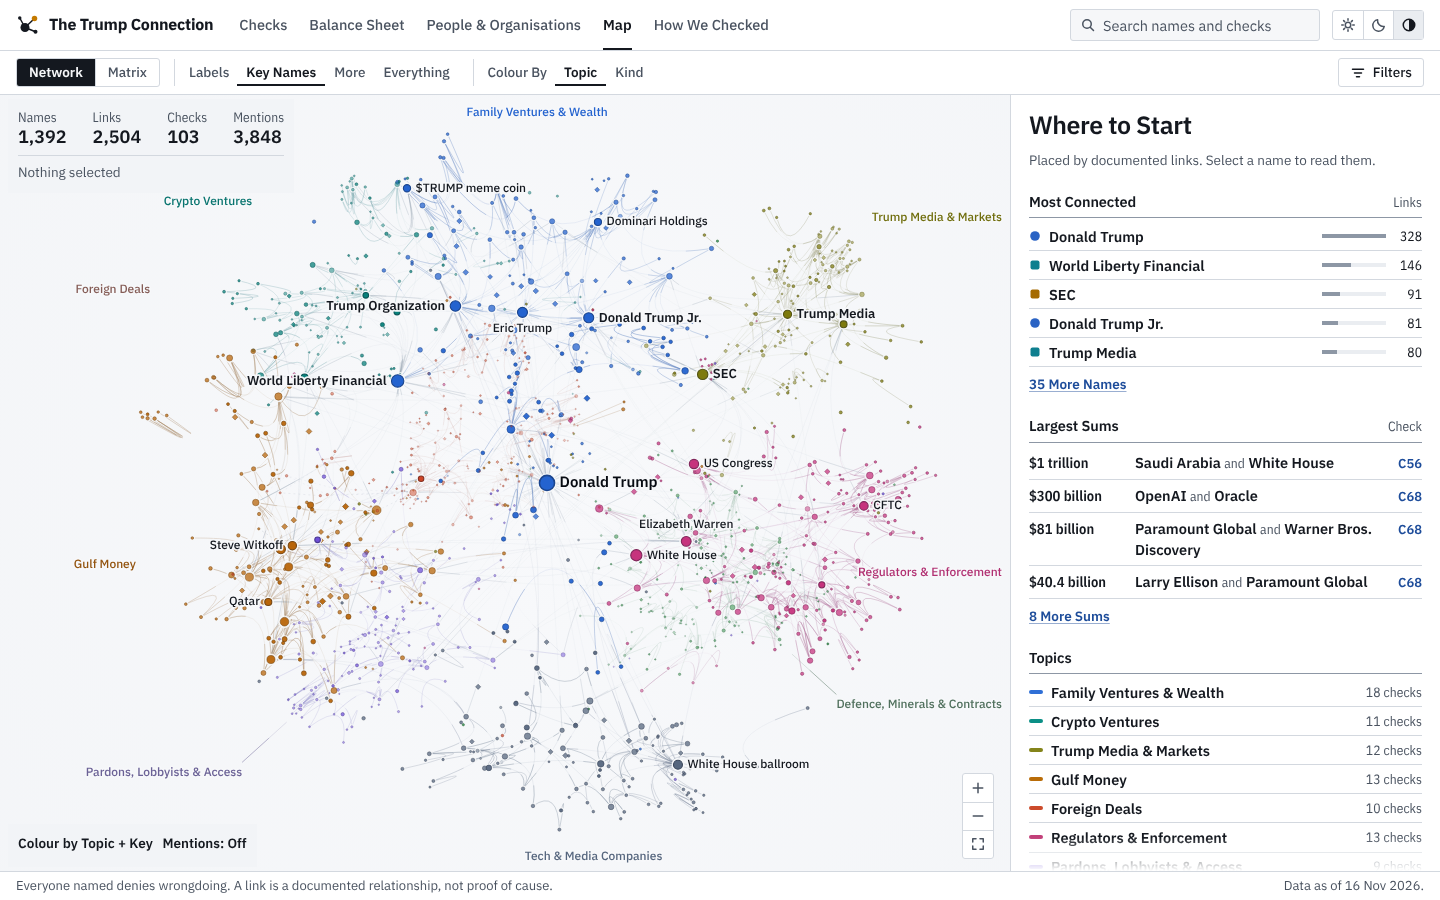 The Trump Connection
Checks
Balance Sheet
People & Organisations
Map
How We Checked
Search names and checks
Network
Matrix
Labels
Key Names
More
Everything
Colour By
Topic
Kind
Filters
Names
Links
Checks
Mentions
1,392
2,504
103
3,848
Nothing selected
Family Ventures & Wealth
Crypto Ventures
$TRUMP meme coin
Dominari Holdings
Trump Media & Markets
Foreign Deals
Trump Organization
Eric Trump
Donald Trump Jr.
Trump Media
World Liberty Financial
SEC
US Congress
Donald Trump
CFTC
Elizabeth Warren
Steve Witkoff
White House
Gulf Money
Regulators & Enforcement
Qatar
Defence, Minerals & Contracts
Pardons, Lobbyists & Access
White House ballroom
Colour by Topic + Key
Mentions: Off
Tech & Media Companies
Where to Start
Placed by documented links. Select a name to read them.
Most Connected
Links
Donald Trump
328
World Liberty Financial
146
SEC
91
Donald Trump Jr.
81
Trump Media
80
35 More Names
Largest Sums
Check
$1 trillion
Saudi Arabia and White House
C56
$300 billion
OpenAI and Oracle
C68
$81 billion
Paramount Global and Warner Bros.
Discovery
C68
$40.4 billion
Larry Ellison and Paramount Global
C68
8 More Sums
Topics
Family Ventures & Wealth
18 checks
Crypto Ventures
11 checks
Trump Media & Markets
12 checks
Gulf Money
13 checks
Foreign Deals
10 checks
Regulators & Enforcement
13 checks
Pardons, Lobbyists & Access
9 checks
Everyone named denies wrongdoing. A link is a documented relationship, not proof of cause.
Data as of 16 Nov 2026.